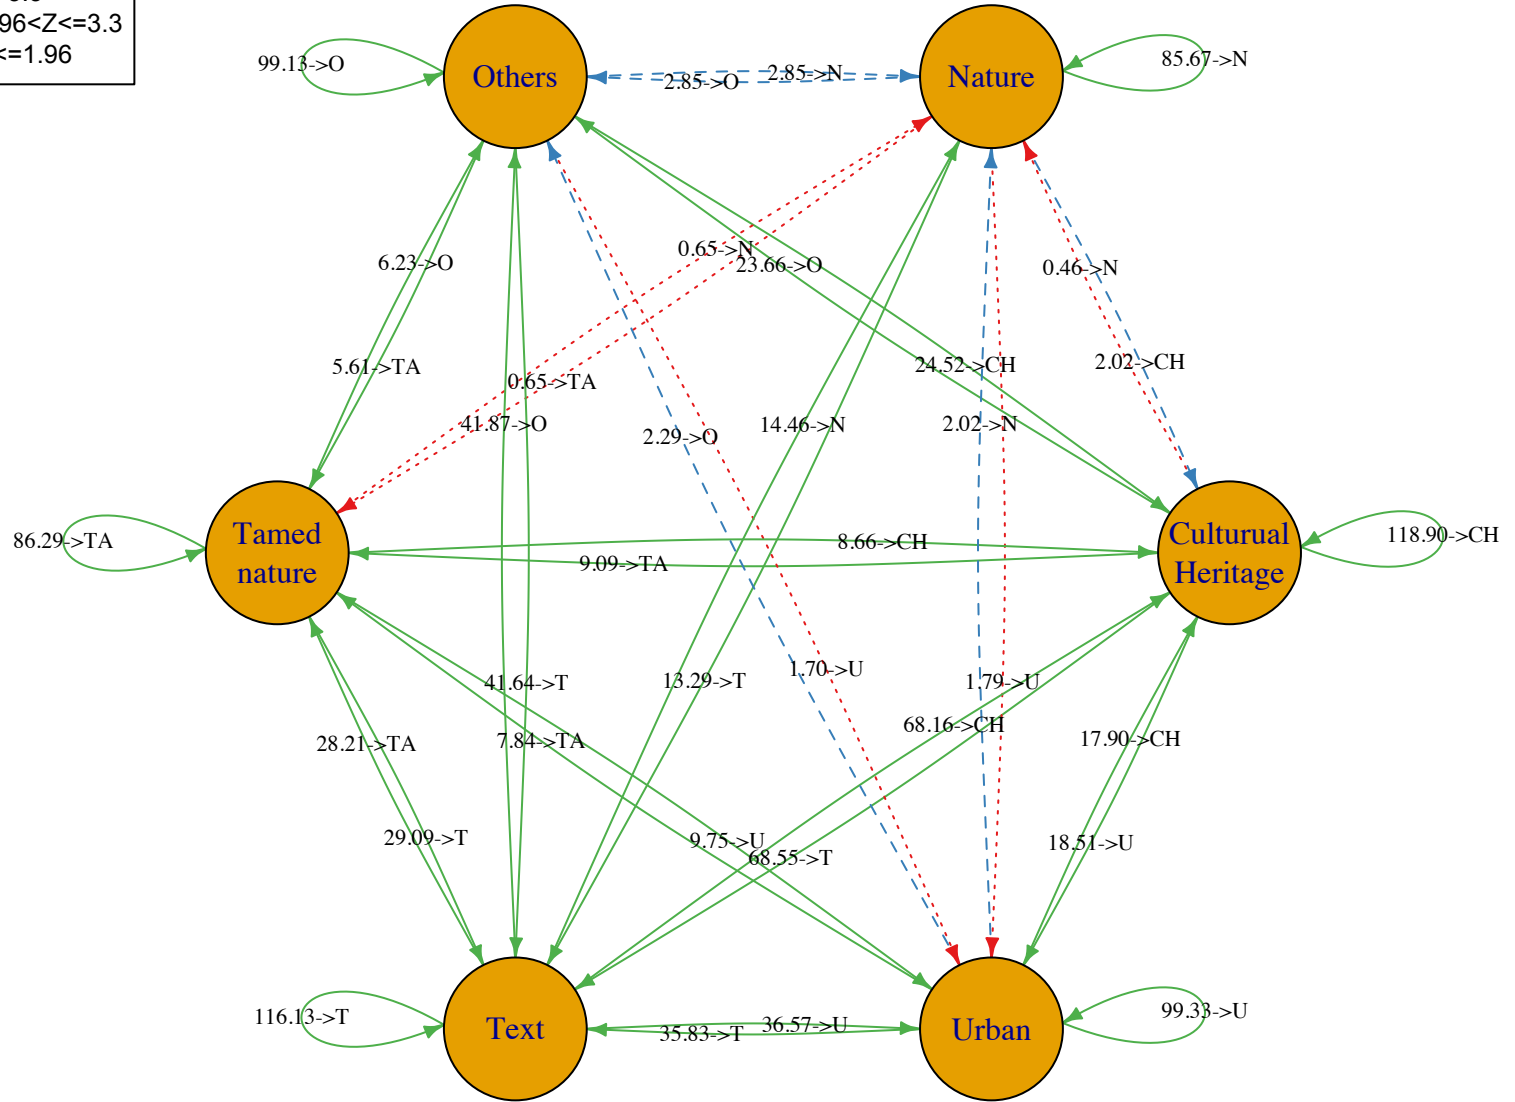 96<Z<=3.3
<=1.96
Others
Nature
99.13->O
85.67->N
2.85->O
2.85->N
6.23->O
0.65->N
23.66->O
0.46->N
5.61->TA
0.65->TA
24.52->CH
2.02->CH
41.87->O
2.29->O
14.46->N
2.02->N
Tamed
nature
Cultururual
Heritage
86.29->TA
8.66->CH
9.09->TA
118.90->CH
41.64->T
13.29->T
1.70->U
1.79->U
28.21->TA
7.84->TA
68.16->CH
17.90->CH
29.09->T
9.75->U
68.55->T
18.51->U
116.13->T
Text
35.83->T
36.57->U
Urban
99.33->U